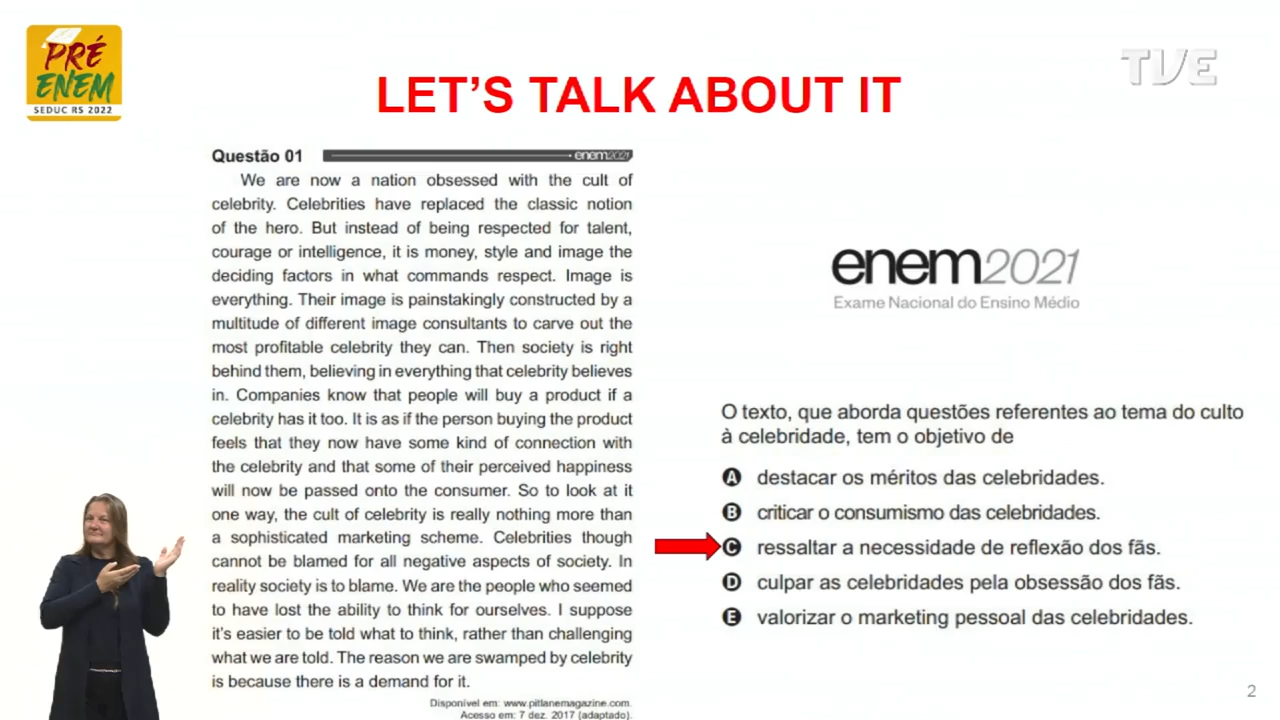 PRÉ
ENEM
SEDUC RS 2022
TVE
LET’S TALK ABOUT IT
Questão 01
enem2021
We are now a nation obsessed with the cult of
celebrity. Celebrities have replaced the classic notion
of the hero. But instead of being respected for talent,
courage or intelligence, it is money, style and image the
deciding factors in what commands respect. Image is
everything. Their image is painstakingly constructed by a
multitude of different image consultants to carve out the
most profitable celebrity they can. Then society is right
behind them, believing in everything that celebrity believes
in. Companies know that people will buy a product if a
celebrity has it too. It is as if the person buying the product
feels that they now have some kind of connection with
the celebrity and that some of their perceived happiness
will now be passed onto the consumer. So to look at it
one way, the cult of celebrity is really nothing more than
a sophisticated marketing scheme. Celebrities though
cannot be blamed for all negative aspects of society. In
reality society is to blame. We are the people who seemed
to have lost the ability to think for ourselves. I suppose
it’s easier to be told what to think, rather than challenging
what we are told. The reason we are swamped by celebrity
is because there is a demand for it.
Disponível em: www.pitlanemagazine.com.
Acesso em: 7 dez. 2017 (adaptado).
enem2021
Exame Nacional do Ensino Médio
O texto, que aborda questões referentes ao tema do culto
à celebridade, tem o objetivo de
A destacar os méritos das celebridades.
B criticar o consumismo das celebridades.
C ressaltar a necessidade de reflexão dos fãs.
D culpar as celebridades pela obsessão dos fãs.
E valorizar o marketing pessoal das celebridades.
2